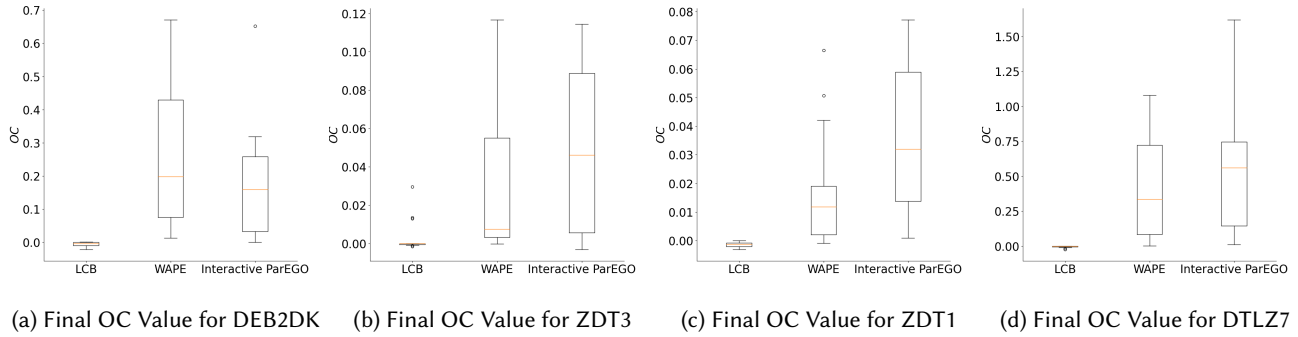 0.7
0.6
0.5
0.4
0.3
0.2
0.1
0.0
OC
LCB WAPE Interactive ParEGO
0.12
0.10
0.08
0.06
0.04
0.02
0.00
OC
LCB WAPE Interactive ParEGO
0.08
0.07
0.06
0.05
0.04
0.03
0.02
0.01
0.00
OC
LCB WAPE Interactive ParEGO
1.50
1.25
1.00
0.75
0.50
0.25
0.00
OC
LCB WAPE Interactive ParEGO
(a) Final OC Value for DEB2DK
(b) Final OC Value for ZDT3
(c) Final OC Value for ZDT1
(d) Final OC Value for DTLZ7